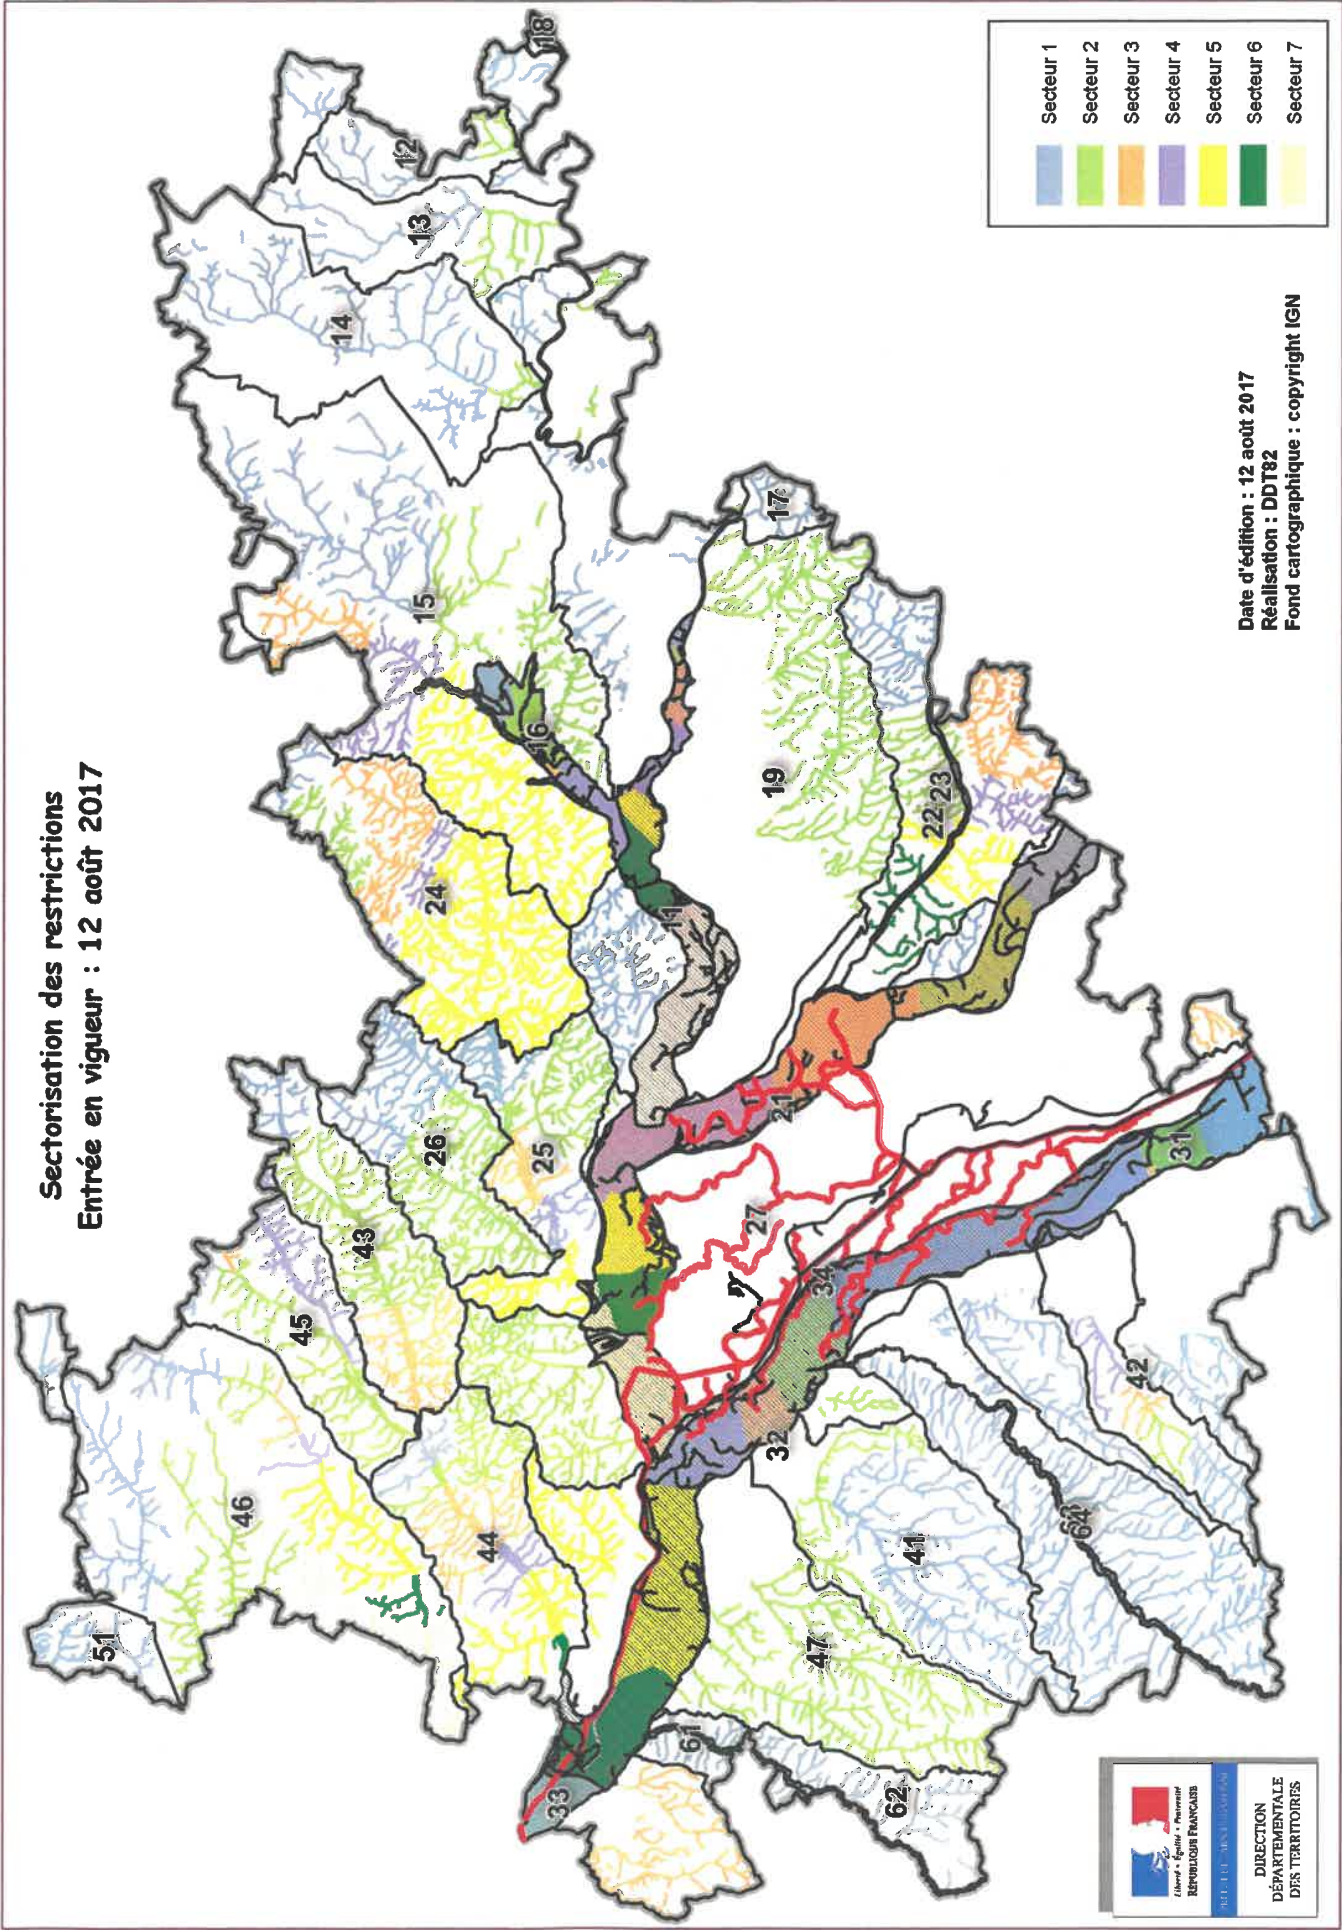 Sectorisation des restrictions
Entrée en vigueur : 12 août 2017
51
46
45
43
44
26
25
24
15
14
13
12
18
16
11
17
19
22
23
21
27
34
33
32
31
61
62
47
41
64
42
Secteur 1
Secteur 2
Secteur 3
Secteur 4
Secteur 5
Secteur 6
Secteur 7
Date d'édition : 12 août 2017
Réalisation : DDT82
Fond cartographique : copyright IGN
Liberté • Égalité • Fraternité
RÉPUBLIQUE FRANÇAISE
DIRECTION
DÉPARTEMENTALE
DES TERRITOIRES